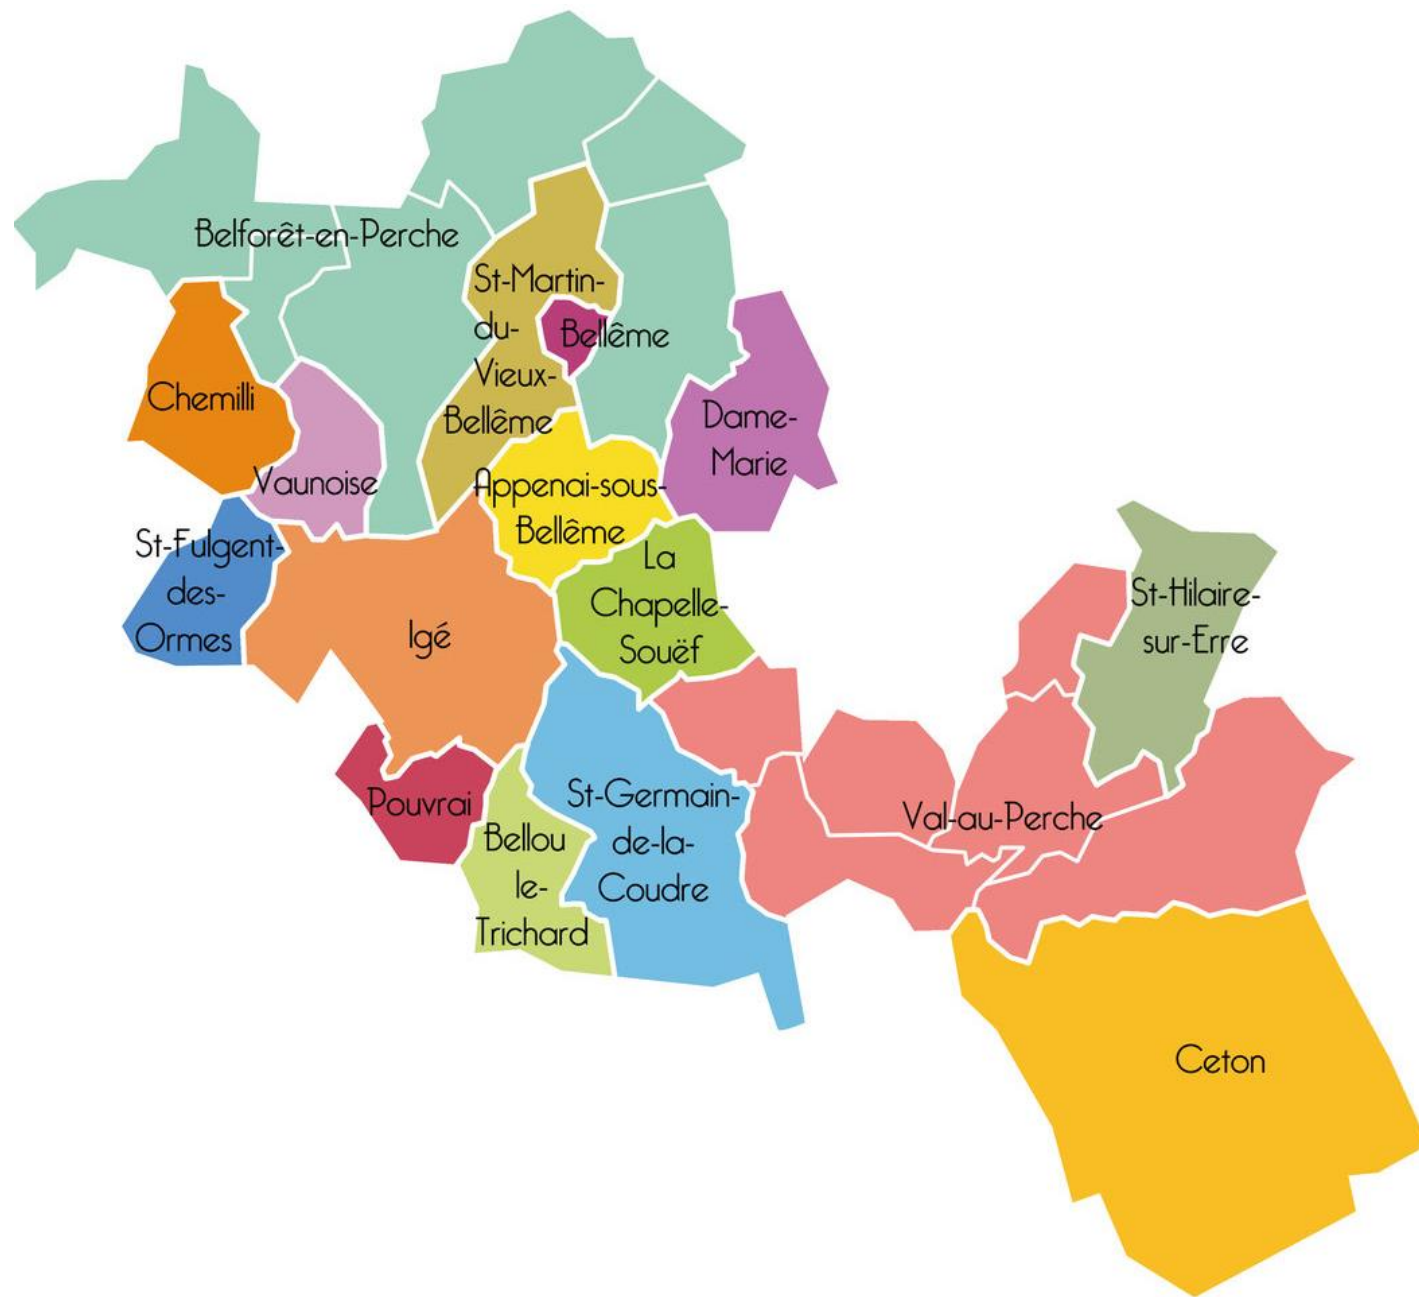 Belforêt-en-Perche
St-Martin-
du-
Vieux-
Bellême
Bellême
Chemilli
Vaunoise
Dame-
Marie
Appenai-sous-
Bellême
St-Fulgent-
des-
Ormes
Igé
La
Chapelle-
Souëf
St-Hilaire-
sur-Erre
Pouvrai
Bellou
le-
Trichard
St-Germain-
de-la-
Coudre
Val-au-Perche
Ceton